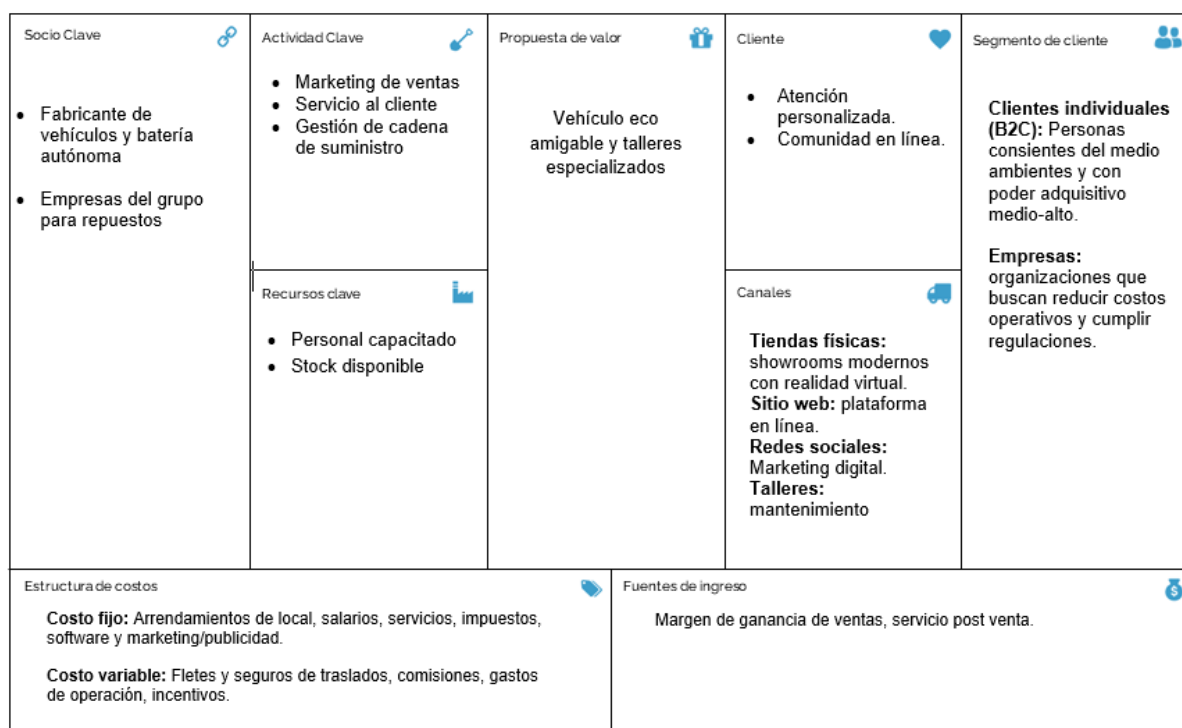 Socio Clave
Fabricante de
vehículos y batería
autónoma
Empresas del grupo
para repuestos
Actividad Clave
Marketing de ventas
Servicio al cliente
Gestión de cadena
de suministro
Recursos clave
Personal capacitado
Stock disponible
Propuesta de valor
Vehículo eco
amigable y talleres
especializados
Cliente
Atención
personalizada.
Comunidad en línea.
Canales
Tiendas físicas:
showrooms modernos
con realidad virtual.
Sitio web: plataforma
en línea.
Redes sociales:
Marketing digital.
Talleres:
mantenimiento
Segmento de cliente
Clientes individuales
(B2C): Personas
consientes del medio
ambientes y con
poder adquisitivo
medio-alto.
Empresas:
organizaciones que
buscan reducir costos
operativos y cumplir
regulaciones.
Estructura de costos
Costo fijo: Arrendamientos de local, salarios, servicios, impuestos,
software y marketing/publicidad.
Costo variable: Fletes y seguros de traslados, comisiones, gastos
de operación, incentivos.
Fuentes de ingreso
Margen de ganancia de ventas, servicio post venta.